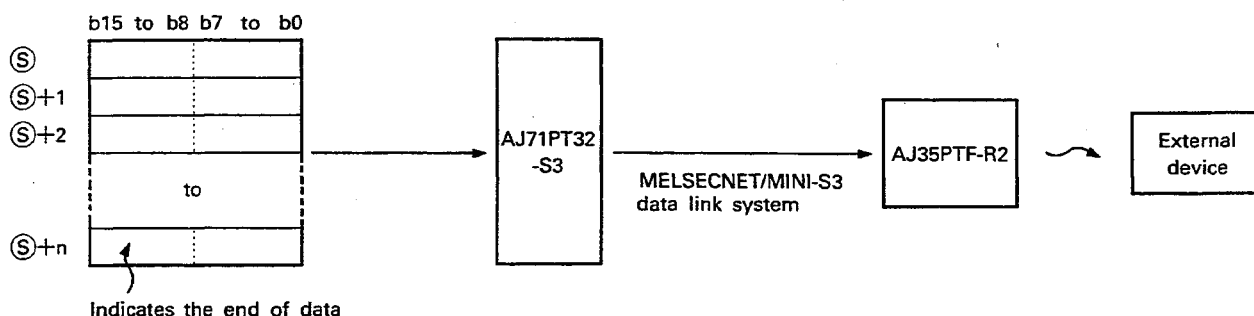 b15 to b8 b7 to b0
Ⓢ
Ⓢ+1
Ⓢ+2
to
Ⓢ+n
Indicates the end of data
AJ71PT32
-S3
MELSECNET/MINI-S3
data link system
AJ35PTF-R2
External
device